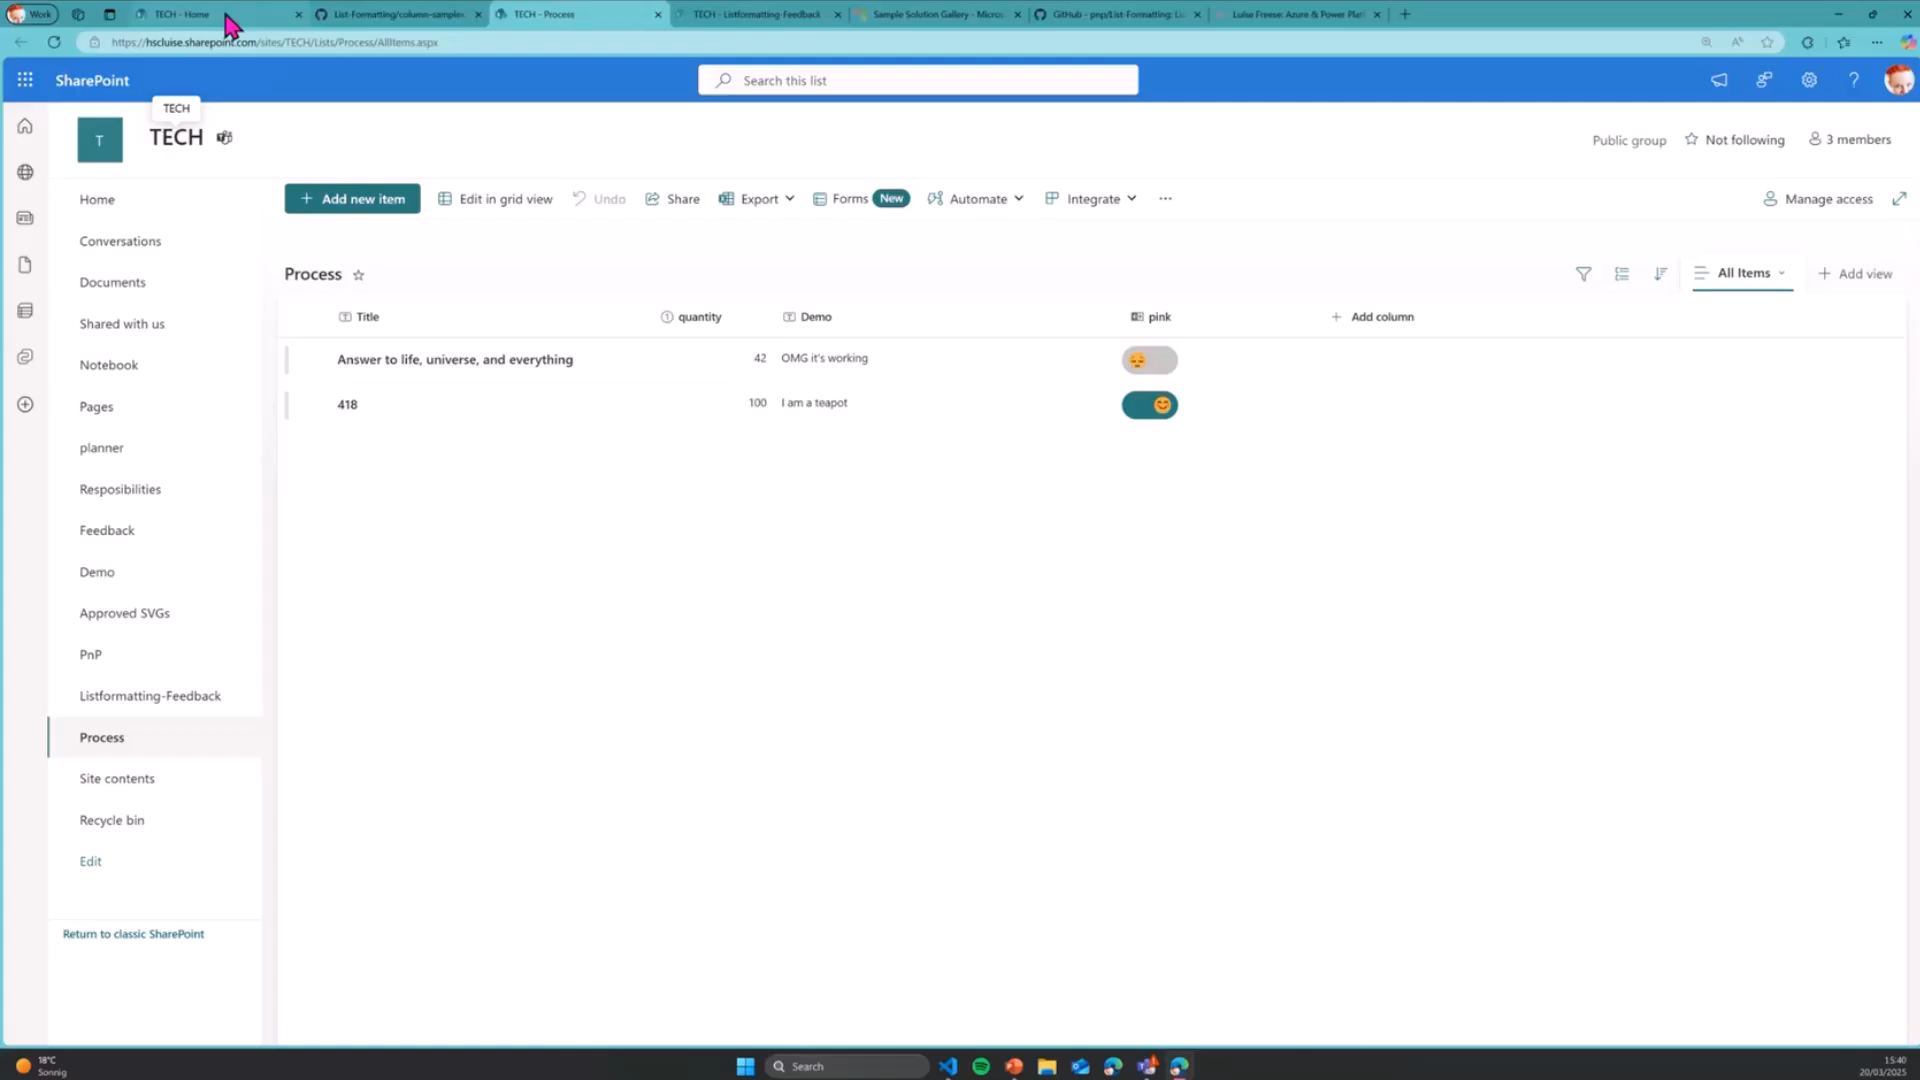 Work
TECH - Home
List-Formatting/column-samples
TECH - Process
TECH - Listformatting-Feedback
Sample Solution Gallery - Micros
GitHub - pnp/List-Formatting: Li
Luise Freese: Azure & Power Plat
https://hscluise.sharepoint.com/sites/TECH/Lists/Process/AllItems.aspx
SharePoint
Search this list
TECH
T
TECH
Public group
Not following
3 members
Add new item
Edit in grid view
Undo
Share
Export
Forms New
Automate
Integrate
Manage access
Home
Conversations
Documents
Shared with us
Notebook
Pages
planner
Resposibilities
Feedback
Demo
Approved SVGs
PnP
Listformatting-Feedback
Process
Site contents
Recycle bin
Edit
Return to classic SharePoint
Process
All Items
Add view
Title quantity Demo pink Add column
Answer to life, universe, and everything 42 OMG it's working
418 100 I am a teapot
18°C
Sonnig
Search
15:40
20/03/2025